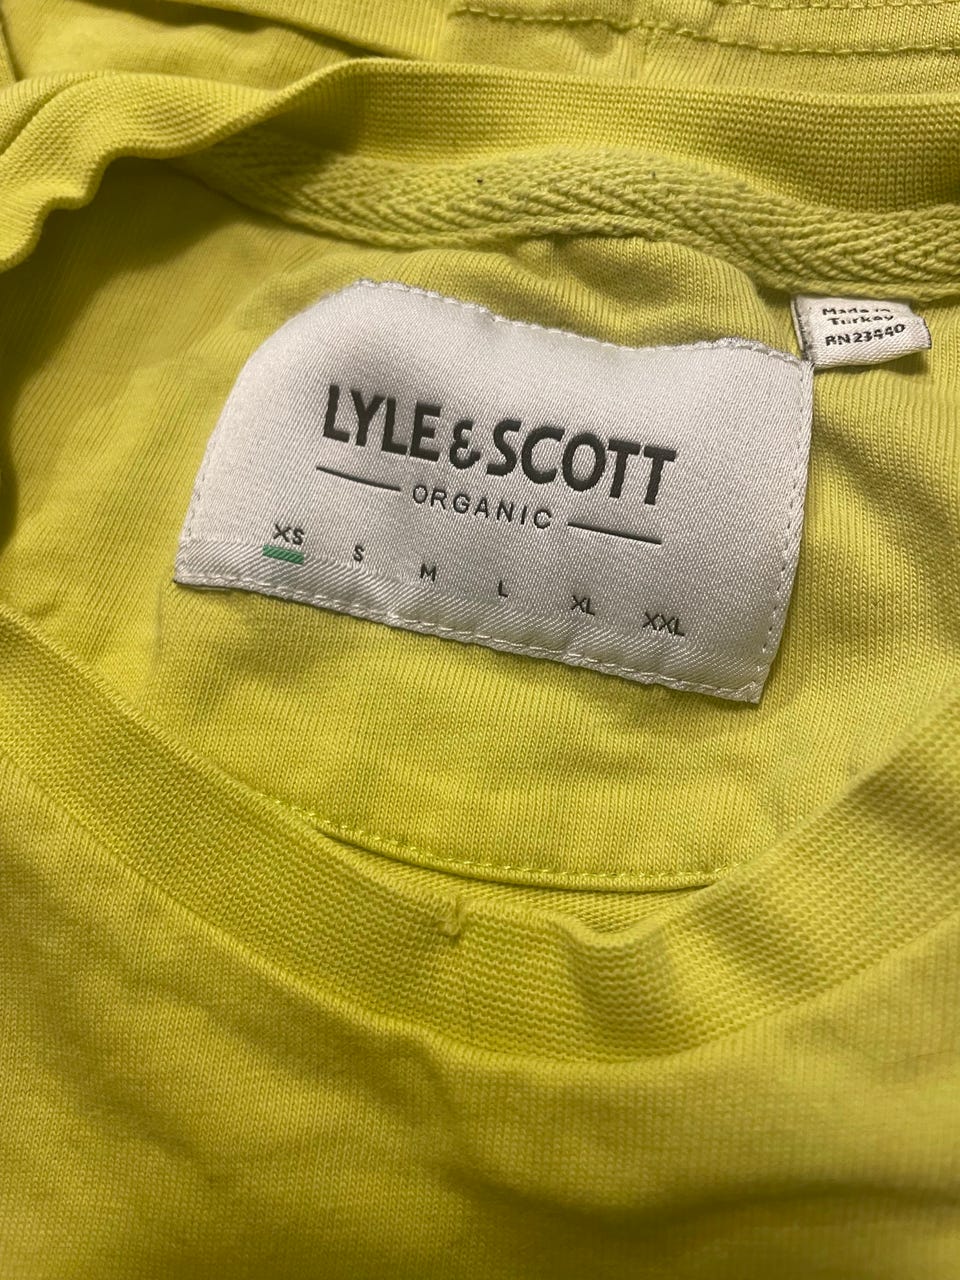 Made in
Turkey
RN23440
LYLE & SCOTT
ORGANIC
XS S M L XL XXL